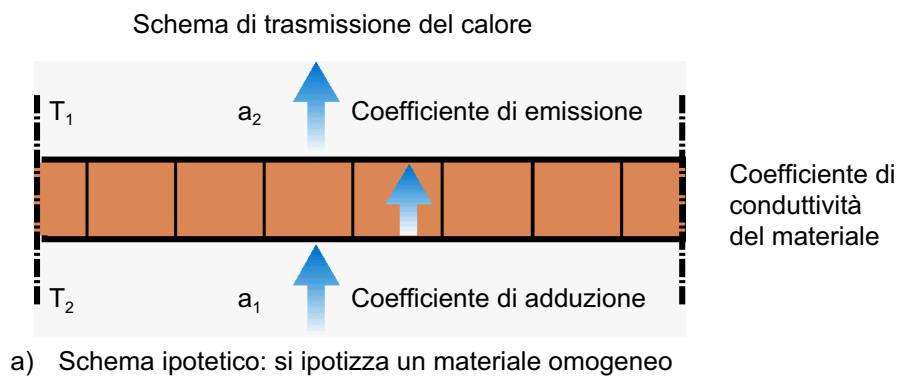 Schema di trasmissione del calore
T₁ a₂ Coefficiente di emissione
Coefficiente di
conduttività
del materiale
T₂ a₁ Coefficiente di adduzione
a) Schema ipotetico: si ipotizza un materiale omogeneo